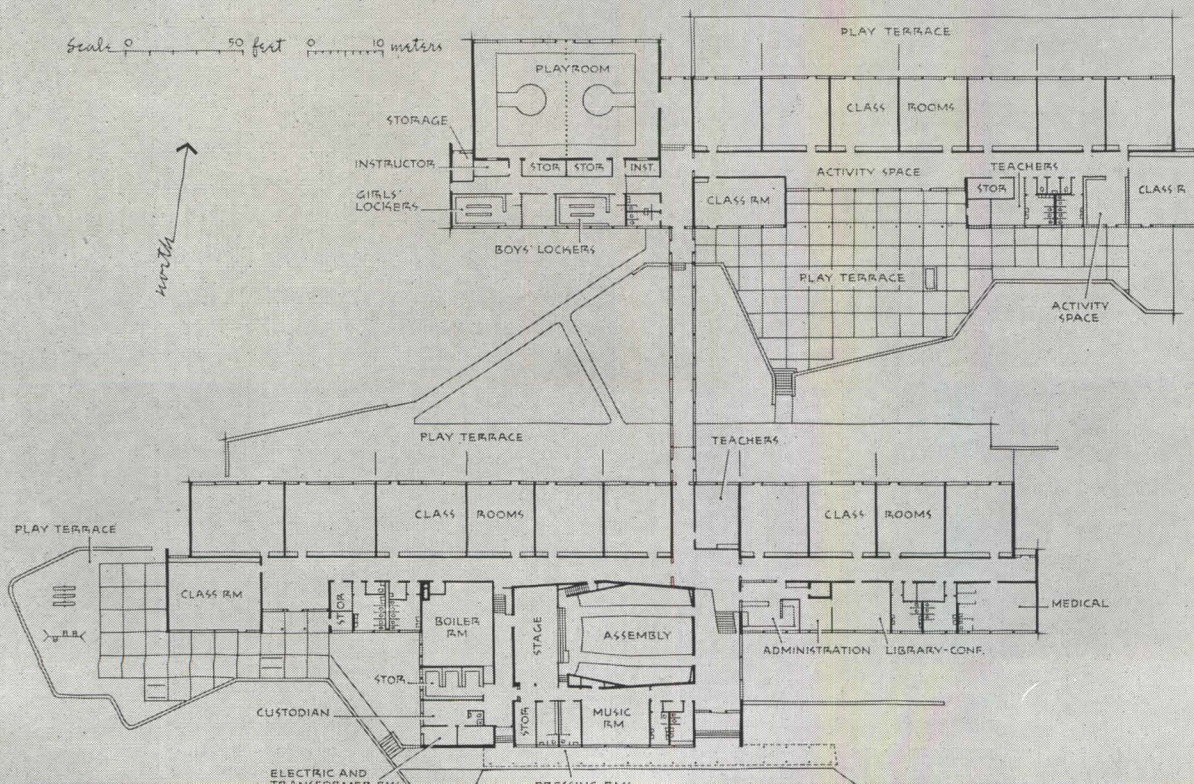 Scale 0 50 feet 0 10 meters
PLAY TERRACE
PLAYROOM
CLASS ROOMS
STORAGE
INSTRUCTOR
STOR STOR INST.
ACTIVITY SPACE
TEACHERS
STOR
GIRLS'
LOCKERS
CLASS RM
CLASS R
BOYS' LOCKERS
north
PLAY TERRACE
ACTIVITY
SPACE
PLAY TERRACE
TEACHERS
CLASS ROOMS
CLASS ROOMS
PLAY TERRACE
CLASS RM
STOR
BOILER
RM
STAGE
ASSEMBLY
MEDICAL
ADMINISTRATION LIBRARY-CONF.
STOR.
CUSTODIAN
STOR
MUSIC
RM
ELECTRIC AND